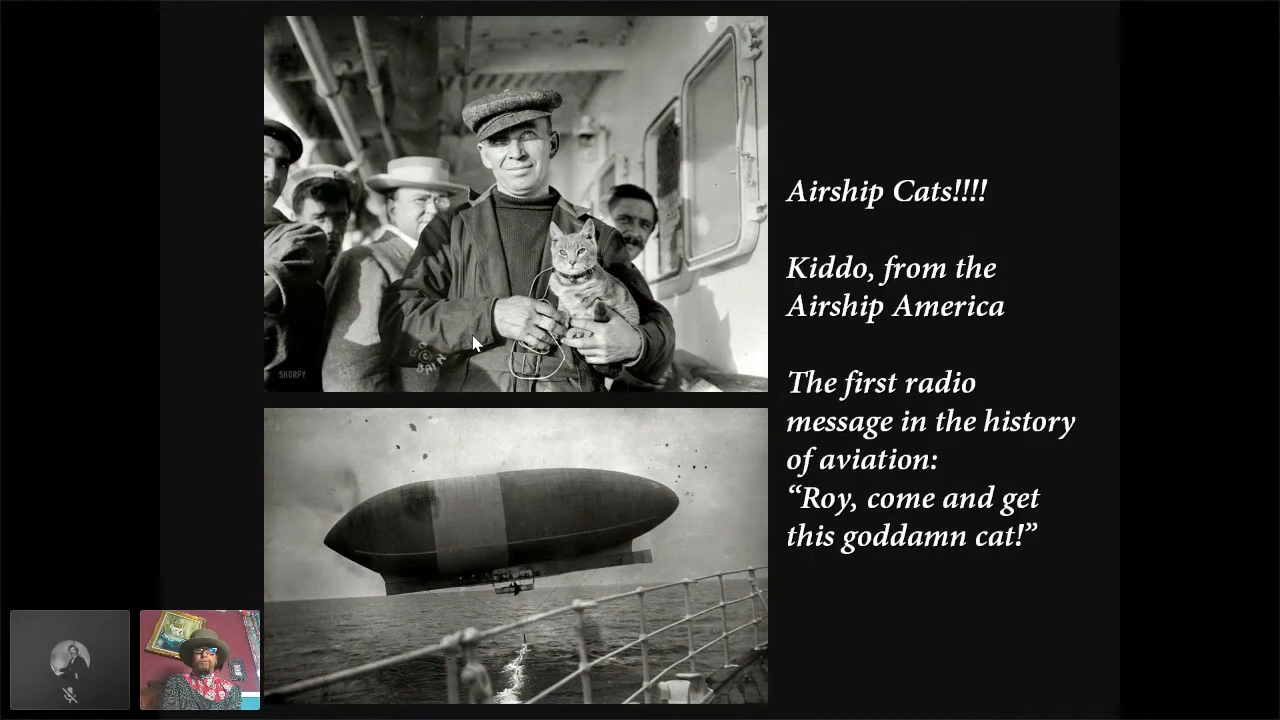 Airship Cats!!!!
Kiddo, from the
Airship America
The first radio
message in the history
of aviation:
“Roy, come and get
this goddamn cat!”
SHORPY
BAIN